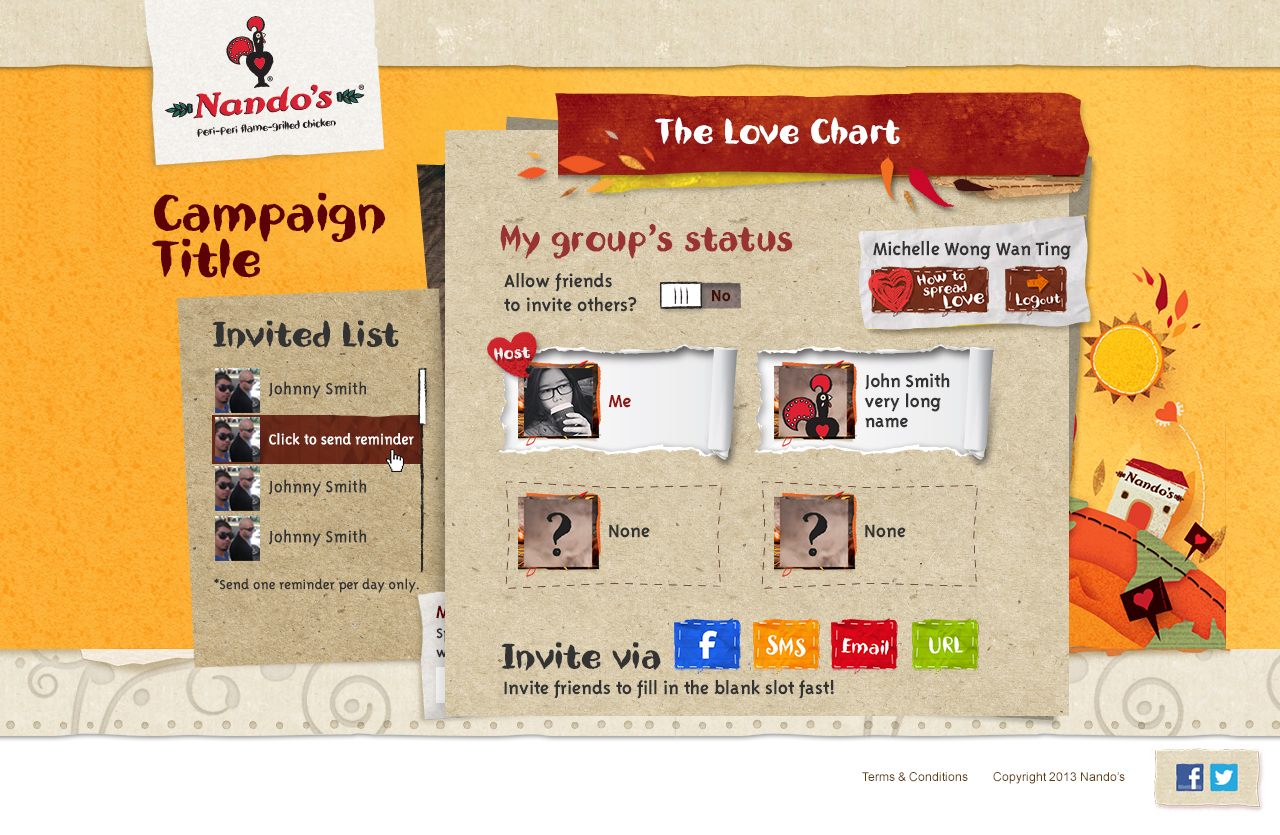 Nando's®
peri-peri flame-grilled chicken
Campaign
Title
The Love Chart
My group's status
Allow friends
to invite others?
No
Michelle Wong Wan Ting
How to
spread
Love
Logout
Invited List
Johnny Smith
Click to send reminder
Johnny Smith
Johnny Smith
*Send one reminder per day only.
Host
Me
John Smith
very long
name
?
None
?
None
Nando's
Invite via
f
SMS
Email
URL
Invite friends to fill in the blank slot fast!
Terms & Conditions
Copyright 2013 Nando's
f